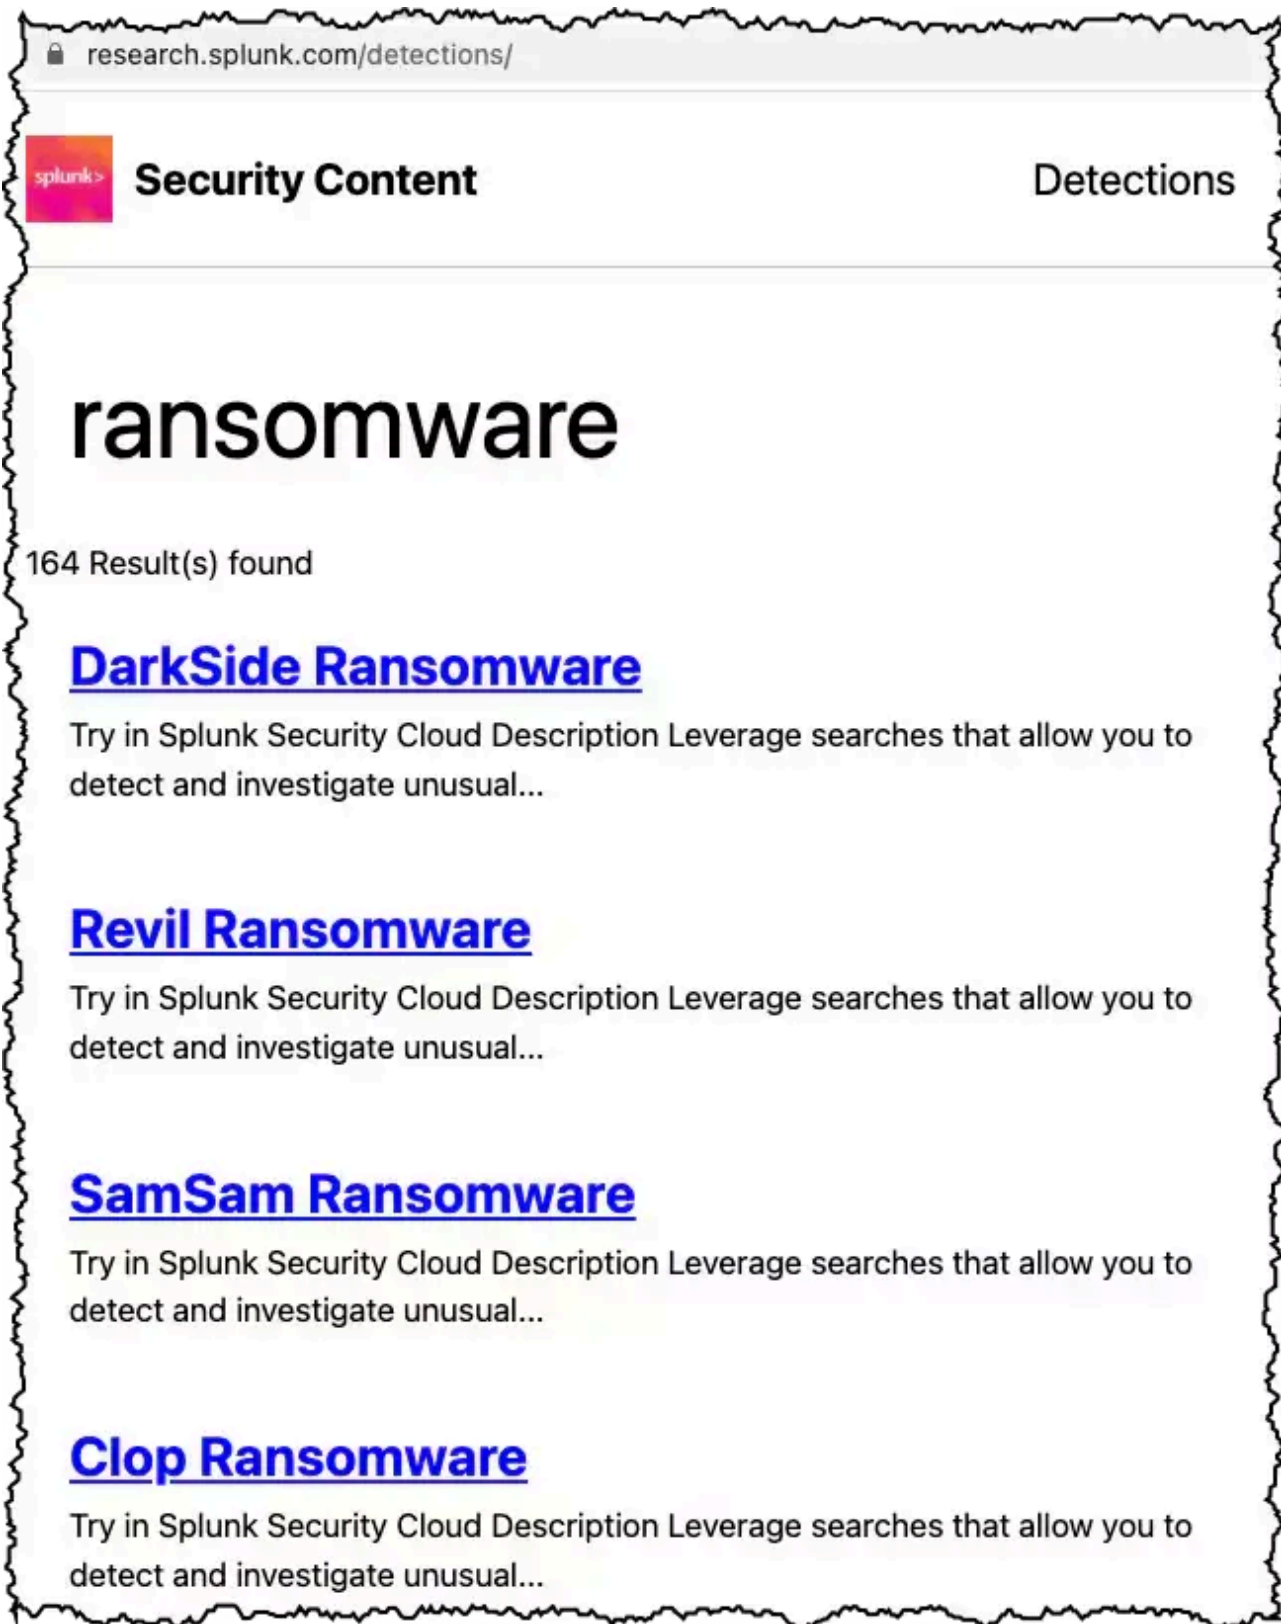 research.splunk.com/detections/
splunk>
Security Content
Detections
ransomware
164 Result(s) found
DarkSide Ransomware
Try in Splunk Security Cloud Description Leverage searches that allow you to
detect and investigate unusual...
Revil Ransomware
Try in Splunk Security Cloud Description Leverage searches that allow you to
detect and investigate unusual...
SamSam Ransomware
Try in Splunk Security Cloud Description Leverage searches that allow you to
detect and investigate unusual...
Clop Ransomware
Try in Splunk Security Cloud Description Leverage searches that allow you to
detect and investigate unusual...